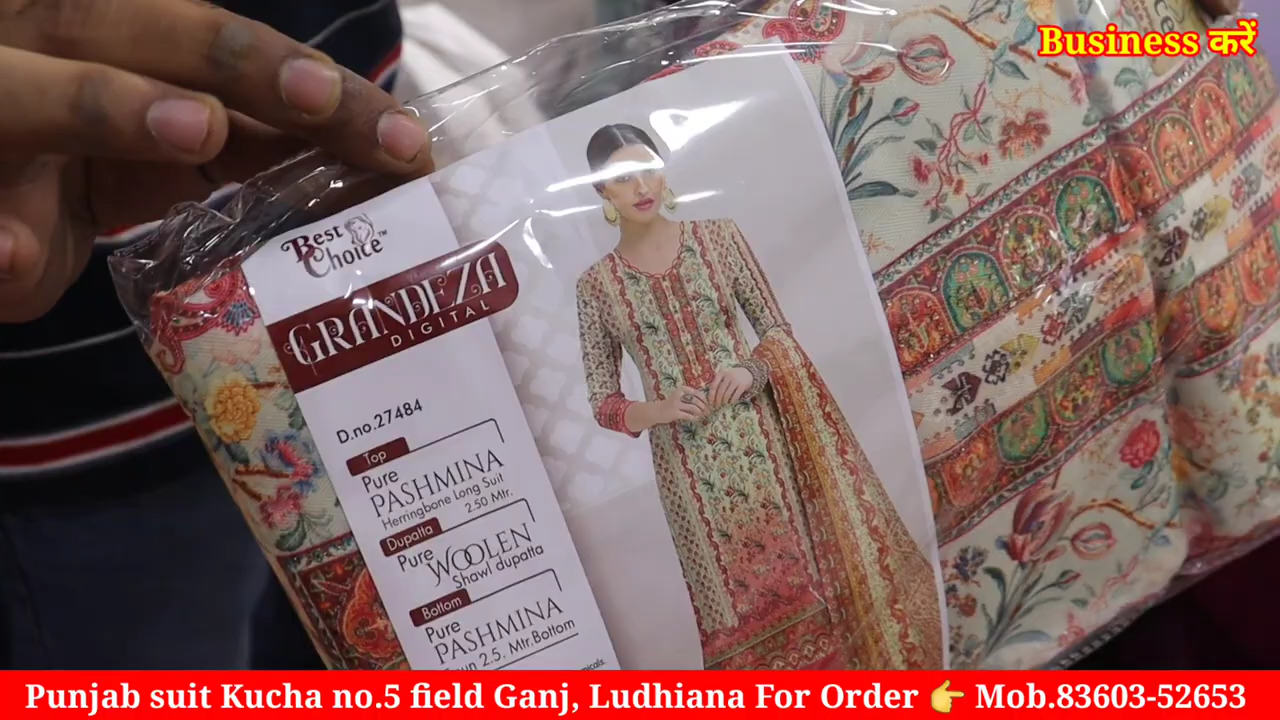 Business करें
Best
Choice™
GRANDEZA
DIGITAL
D.no.27484
Top
Pure
PASHMINA
Herringbone Long Suit
2.50 Mtr.
Dupatta
Pure
WOOLEN
Shawl dupatta
Bottom
Pure
PASHMINA
2.5. Mtr.Bottom
Punjab suit Kucha no.5 field Ganj, Ludhiana For Order 👉 Mob.83603-52653